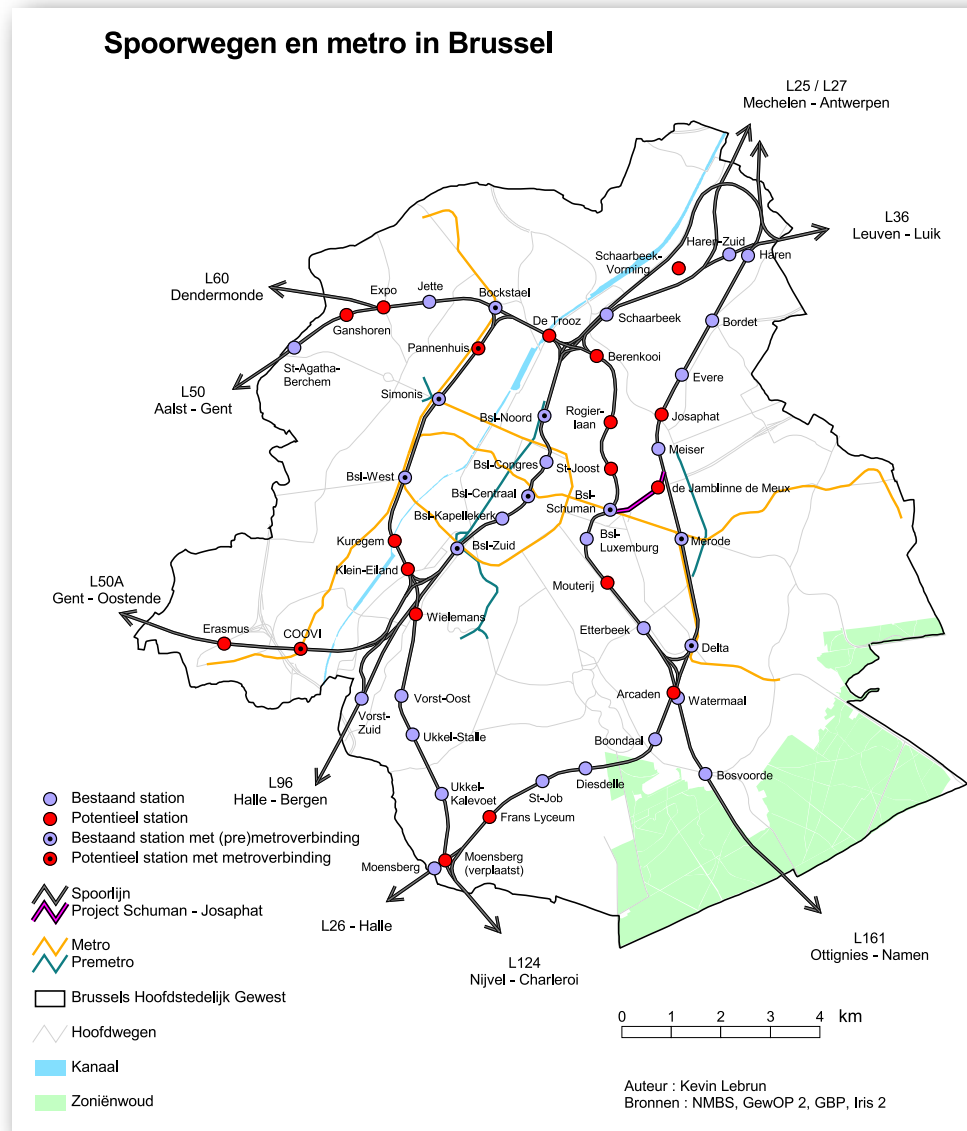 Spoorwegen en metro in Brussel
L25 / L27
Mechelen - Antwerpen
L36
Leuven - Luik
Haren-Zuid
Haren
Schaarbeek-
Vorming
L60
Dendermonde
Expo
Jette
Bockstael
Ganshoren
De Trooz
Schaarbeek
Bordet
St-Agatha-
Berchem
Pannenhuis
Berenkooi
L50
Aalst - Gent
Simonis
Evere
Bsl-Noord
Rogier-
laan
Josaphat
Bsl-Congres
St-Joost
Meiser
Bsl-West
Bsl-Centraal
Bsl-
Schuman
de Jamblinne de Meux
Bsl-Kapellekerk
Kuregem
Bsl-Zuid
Bsl-
Luxemburg
Merode
Klein-Eiland
L50A
Gent - Oostende
Mouterij
Wielemans
Erasmus
COOVI
Etterbeek
Delta
Vorst-Oost
Arcaden
Watermaal
Vorst-
Zuid
Ukkel-Stalle
Boondaal
Diesdelle
Bosvoorde
L96
Halle - Bergen
Ukkel-
Kalevoet
St-Job
Frans Lyceum
Moensberg
Moensberg
(verplaatst)
L26 - Halle
L124
Nijvel - Charleroi
L161
Ottignies - Namen
Bestaand station
Potentieel station
Bestaand station met (pre)metroverbinding
Potentieel station met metroverbinding
Spoorlijn
Project Schuman - Josaphat
Metro
Premetro
Brussels Hoofdstedelijk Gewest
Hoofdwegen
Kanaal
Zoniënwoud
0 1 2 3 4 km
Auteur : Kevin Lebrun
Bronnen : NMBS, GewOP 2, GBP, Iris 2